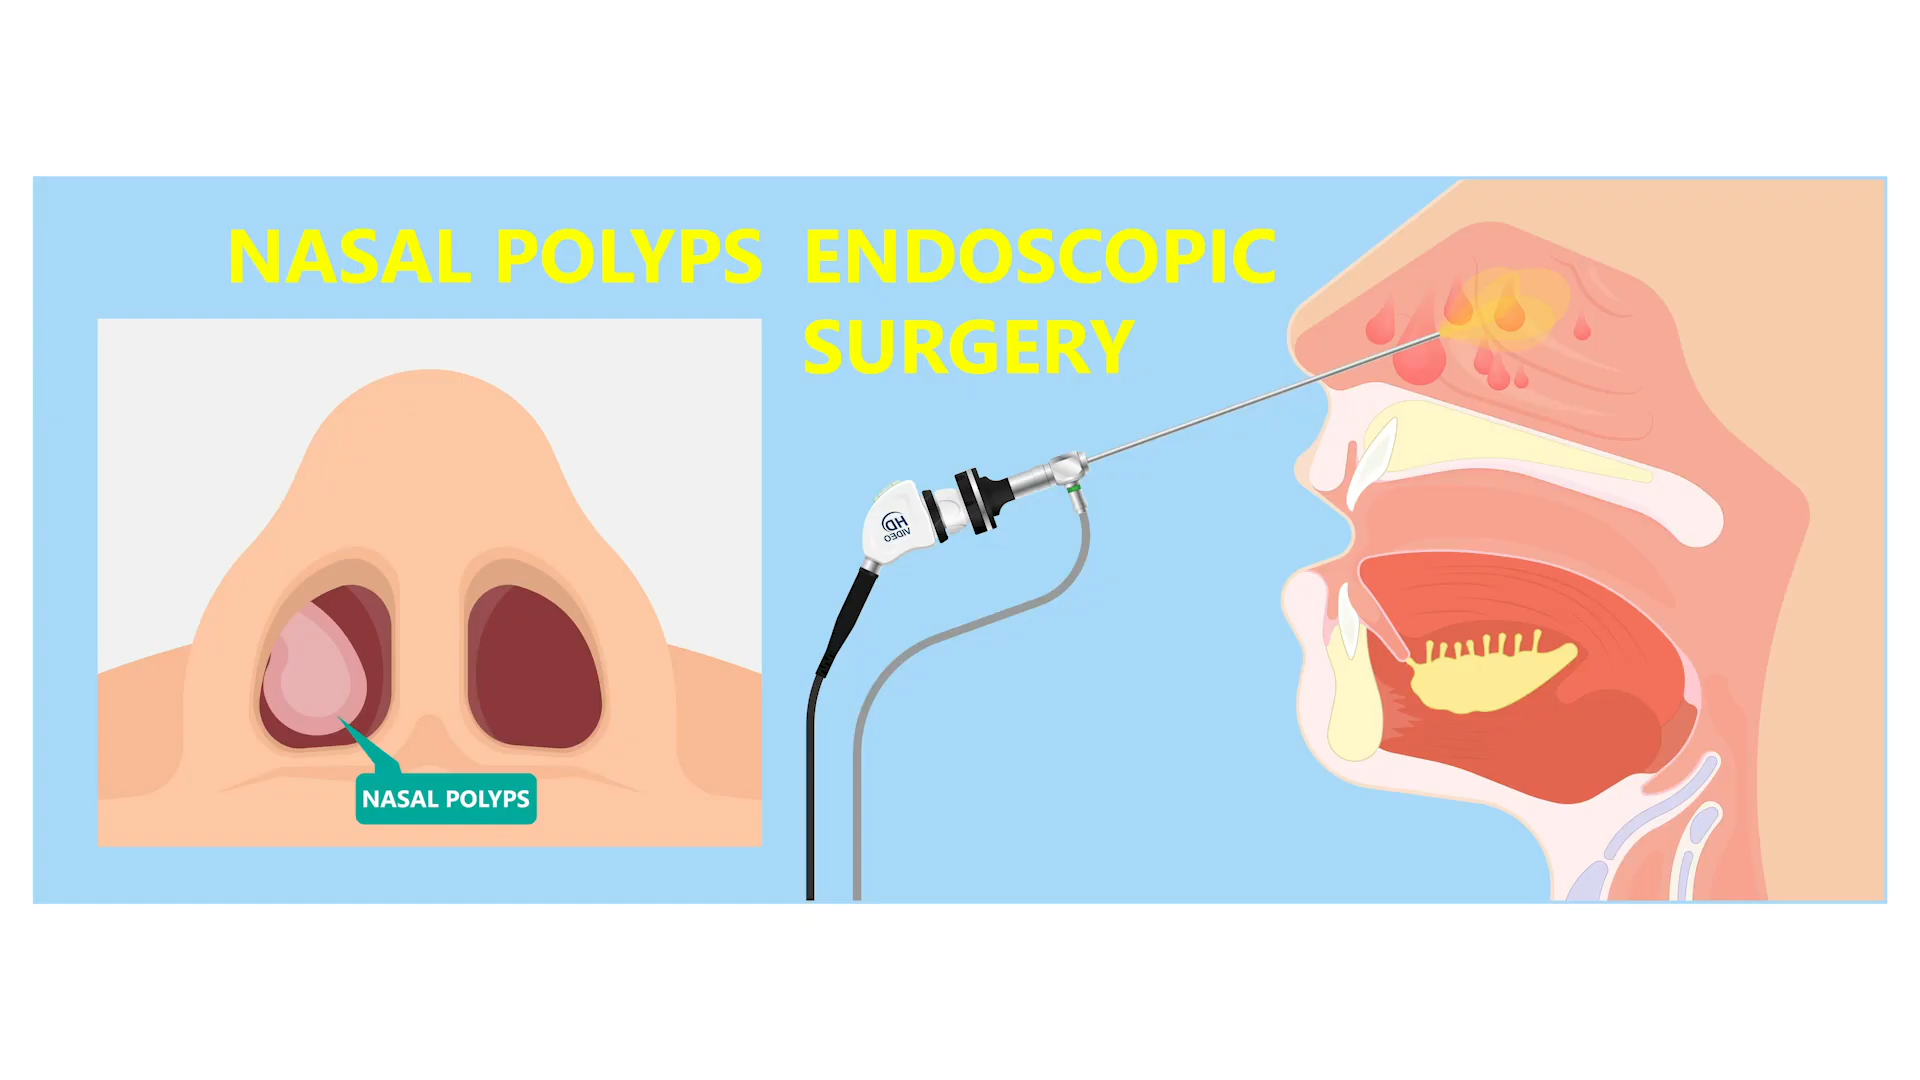 NASAL POLYPS
ENDOSCOPIC
SURGERY
NASAL POLYPS
HD
VIDEO